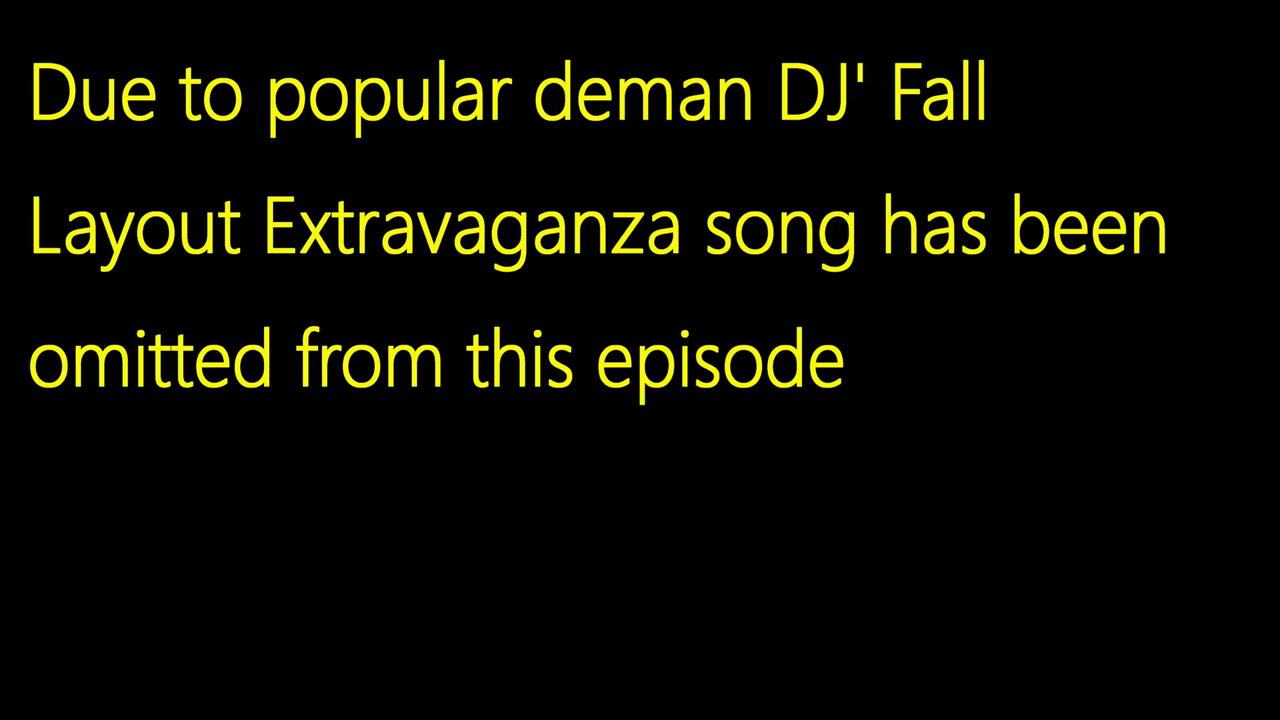 Due to popular deman DJ' Fall
Layout Extravaganza song has been
omitted from this episode